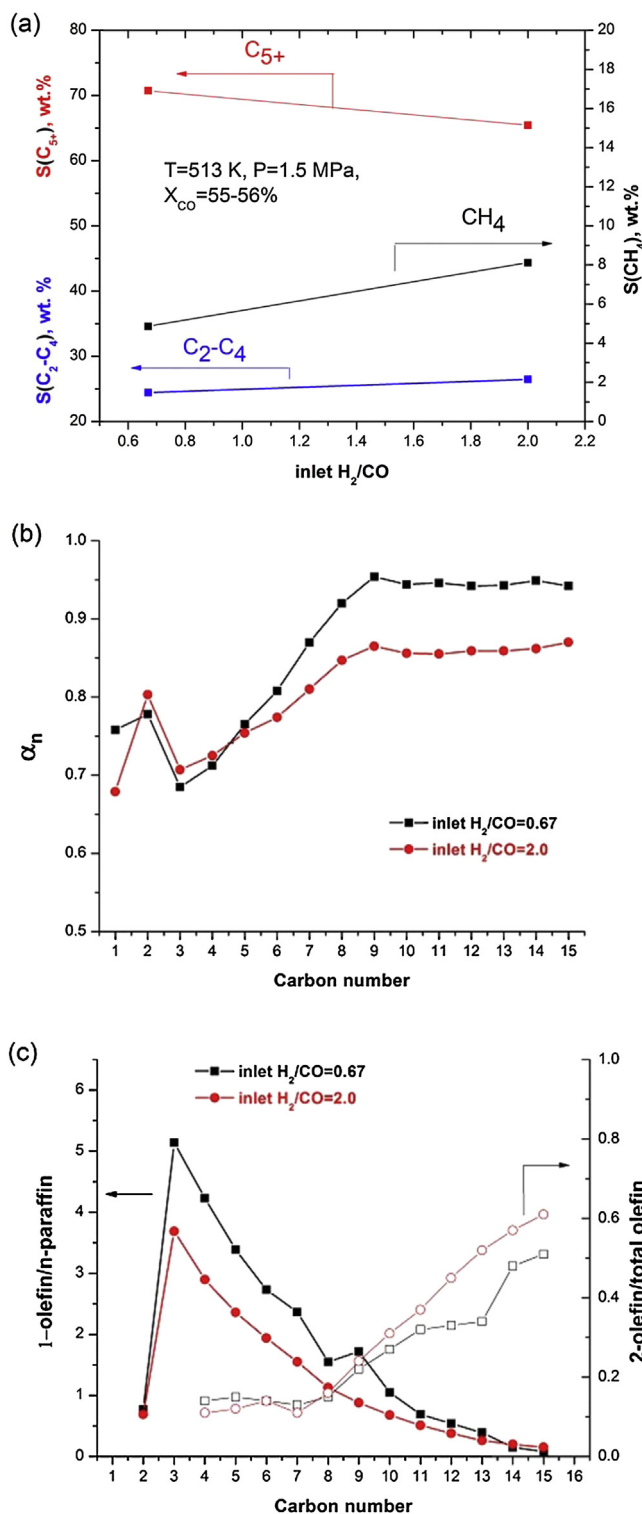 (a)
80
70
60
50
40
30
20
S(C5+), wt.%
S(C2-C4), wt. %
C5+
T=513 K, P=1.5 MPa,
XCO=55-56%
CH4
C2-C4
20
18
16
14
12
10
8
6
4
2
0
S(CH4), wt.%
0.6 0.8 1.0 1.2 1.4 1.6 1.8 2.0 2.2
inlet H2/CO
(b)
1.0
0.9
0.8
0.7
0.6
0.5
αn
inlet H2/CO=0.67
inlet H2/CO=2.0
1 2 3 4 5 6 7 8 9 10 11 12 13 14 15
Carbon number
(c)
6
5
4
3
2
1
0
1-olefin/n-paraffin
inlet H2/CO=0.67
inlet H2/CO=2.0
1.0
0.8
0.6
0.4
0.2
0.0
2-olefin/total olefin
1 2 3 4 5 6 7 8 9 10 11 12 13 14 15 16
Carbon number